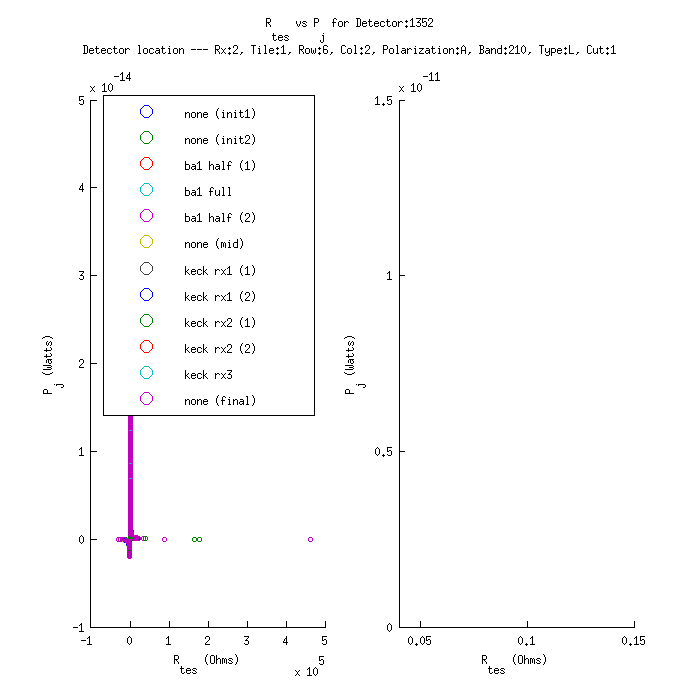 R tes vs P j for Detector:1352
Detector location --- Rx:2, Tile:1, Row:6, Col:2, Polarization:A, Band:210, Type:L, Cut:1
x 10 -14
5
4
3
2
1
0
-1
P j (Watts)
none (init1)
none (init2)
ba1 half (1)
ba1 full
ba1 half (2)
none (mid)
keck rx1 (1)
keck rx1 (2)
keck rx2 (1)
keck rx2 (2)
keck rx3
none (final)
-1 0 1 2 3 4 5
R tes (Ohms)
x 10 5
x 10 -11
1.5
1
0.5
0
P j (Watts)
0.05 0.1 0.15
R tes (Ohms)